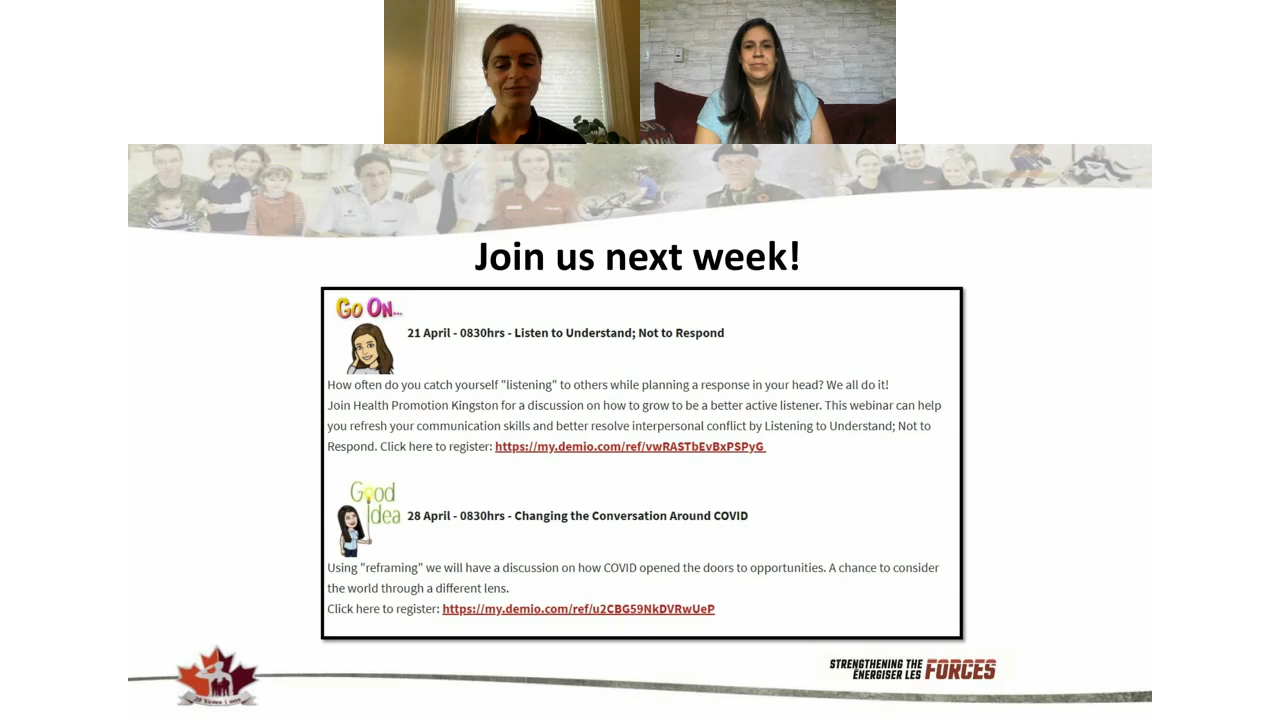 Join us next week!
GO ON...
21 April - 0830hrs - Listen to Understand; Not to Respond
How often do you catch yourself "listening" to others while planning a response in your head? We all do it!
Join Health Promotion Kingston for a discussion on how to grow to be a better active listener. This webinar can help
you refresh your communication skills and better resolve interpersonal conflict by Listening to Understand; Not to
Respond. Click here to register: https://my.demio.com/ref/vwRASTbEvBxPSPyG
Good
Idea
28 April - 0830hrs - Changing the Conversation Around COVID
Using "reframing" we will have a discussion on how COVID opened the doors to opportunities. A chance to consider
the world through a different lens.
Click here to register: https://my.demio.com/ref/u2CBG59NkDVRwUeP
STRENGTHENING THE
ÉNERGISER LES FORCES